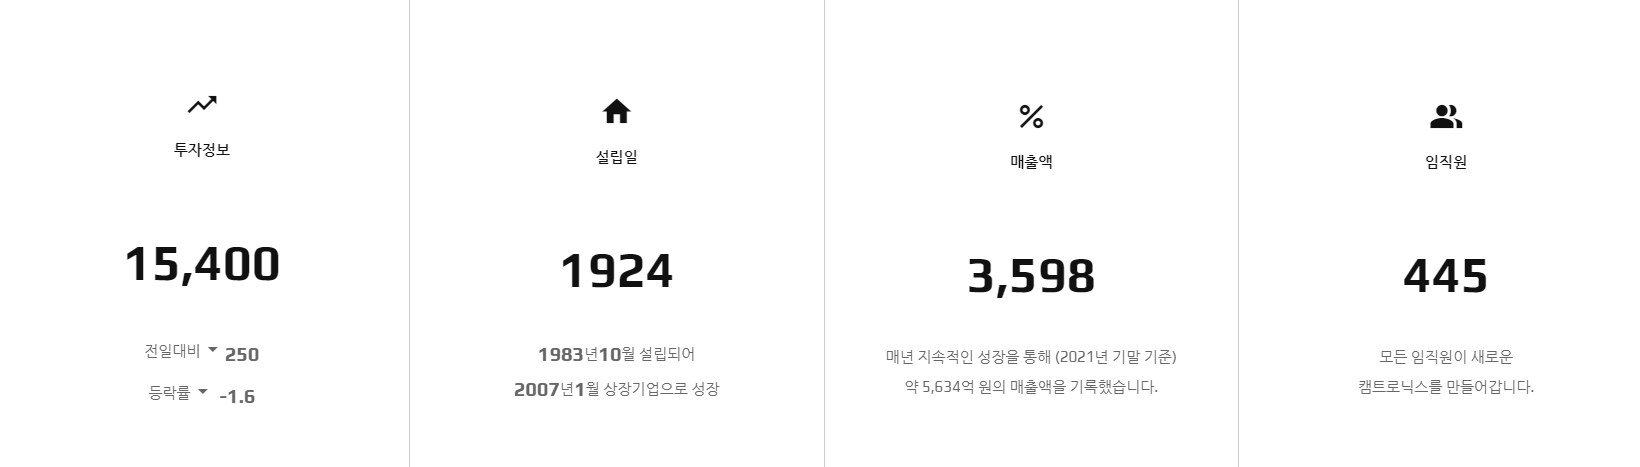 투자정보
15,400
전일대비 250
등락률 -1.6
설립일
1924
1983년10월 설립되어
2007년1월 상장기업으로 성장
매출액
3,598
매년 지속적인 성장을 통해 (2021년 기말 기준)
약 5,634억 원의 매출액을 기록했습니다.
임직원
445
모든 임직원이 새로운
캠트로닉스를 만들어갑니다.